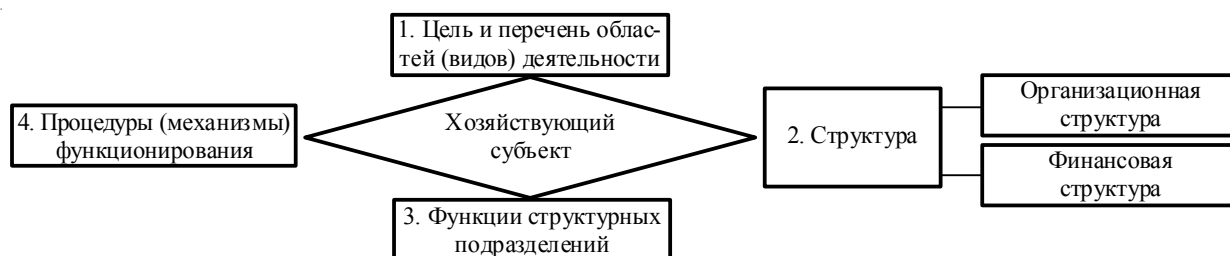 1. Цель и перечень облас-
тей (видов) деятельности
4. Процедуры (механизмы)
функционирования
Хозяйствующий
субъект
2. Структура
Организационная
структура
Финансовая
структура
3. Функции структурных
подразделений